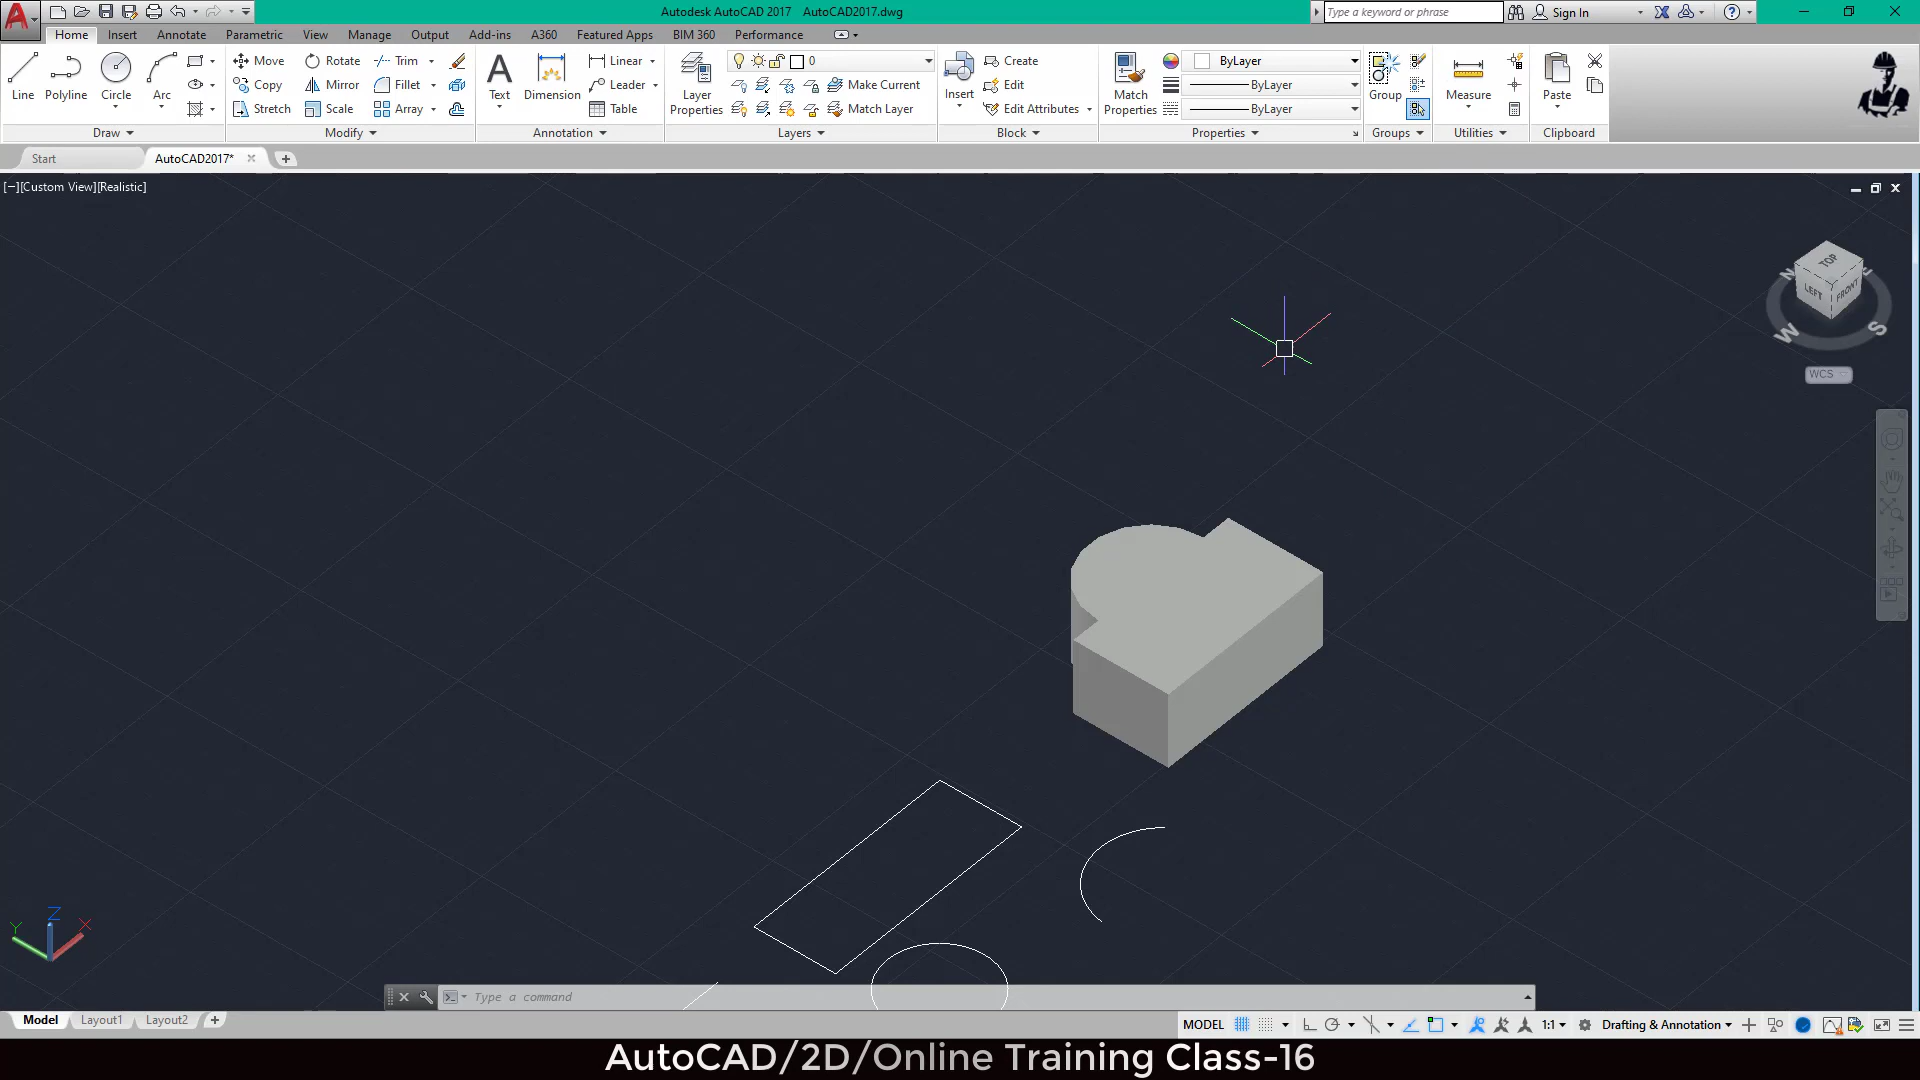 Autodesk AutoCAD 2017 AutoCAD2017.dwg
Type a keyword or phrase
Sign In
Home Insert Annotate Parametric View Manage Output Add-ins A360 Featured Apps BIM 360 Performance
Line
Polyline
Circle
Arc
Draw
Move
Rotate
Trim
Copy
Mirror
Fillet
Stretch
Scale
Array
Modify
Text
Dimension
Linear
Leader
Table
Annotation
Layer
Properties
0
Make Current
Match Layer
Layers
Insert
Create
Edit
Edit Attributes
Block
Match
Properties
ByLayer
ByLayer
ByLayer
Properties
Group
Groups
Measure
Utilities
Paste
Clipboard
Start
AutoCAD2017*
[−][Custom View][Realistic]
TOP
LEFT
FRONT
N
W
S
WCS
Z
Y
X
Type a command
Model Layout1 Layout2
MODEL
1:1
Drafting & Annotation
AutoCAD/2D/Online Training Class-16